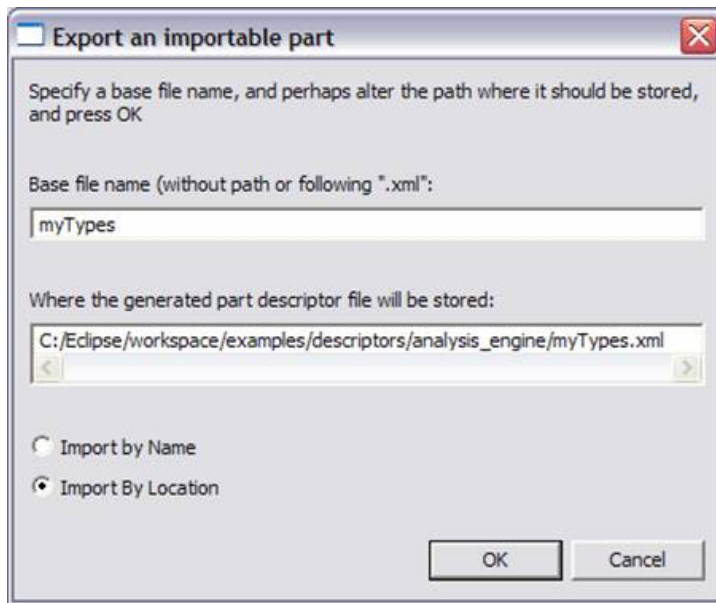 Export an importable part
Specify a base file name, and perhaps alter the path where it should be stored,
and press OK
Base file name (without path or following ".xml":
myTypes
Where the generated part descriptor file will be stored:
C:/Eclipse/workspace/examples/descriptors/analysis_engine/myTypes.xml
Import by Name
Import By Location
OK
Cancel